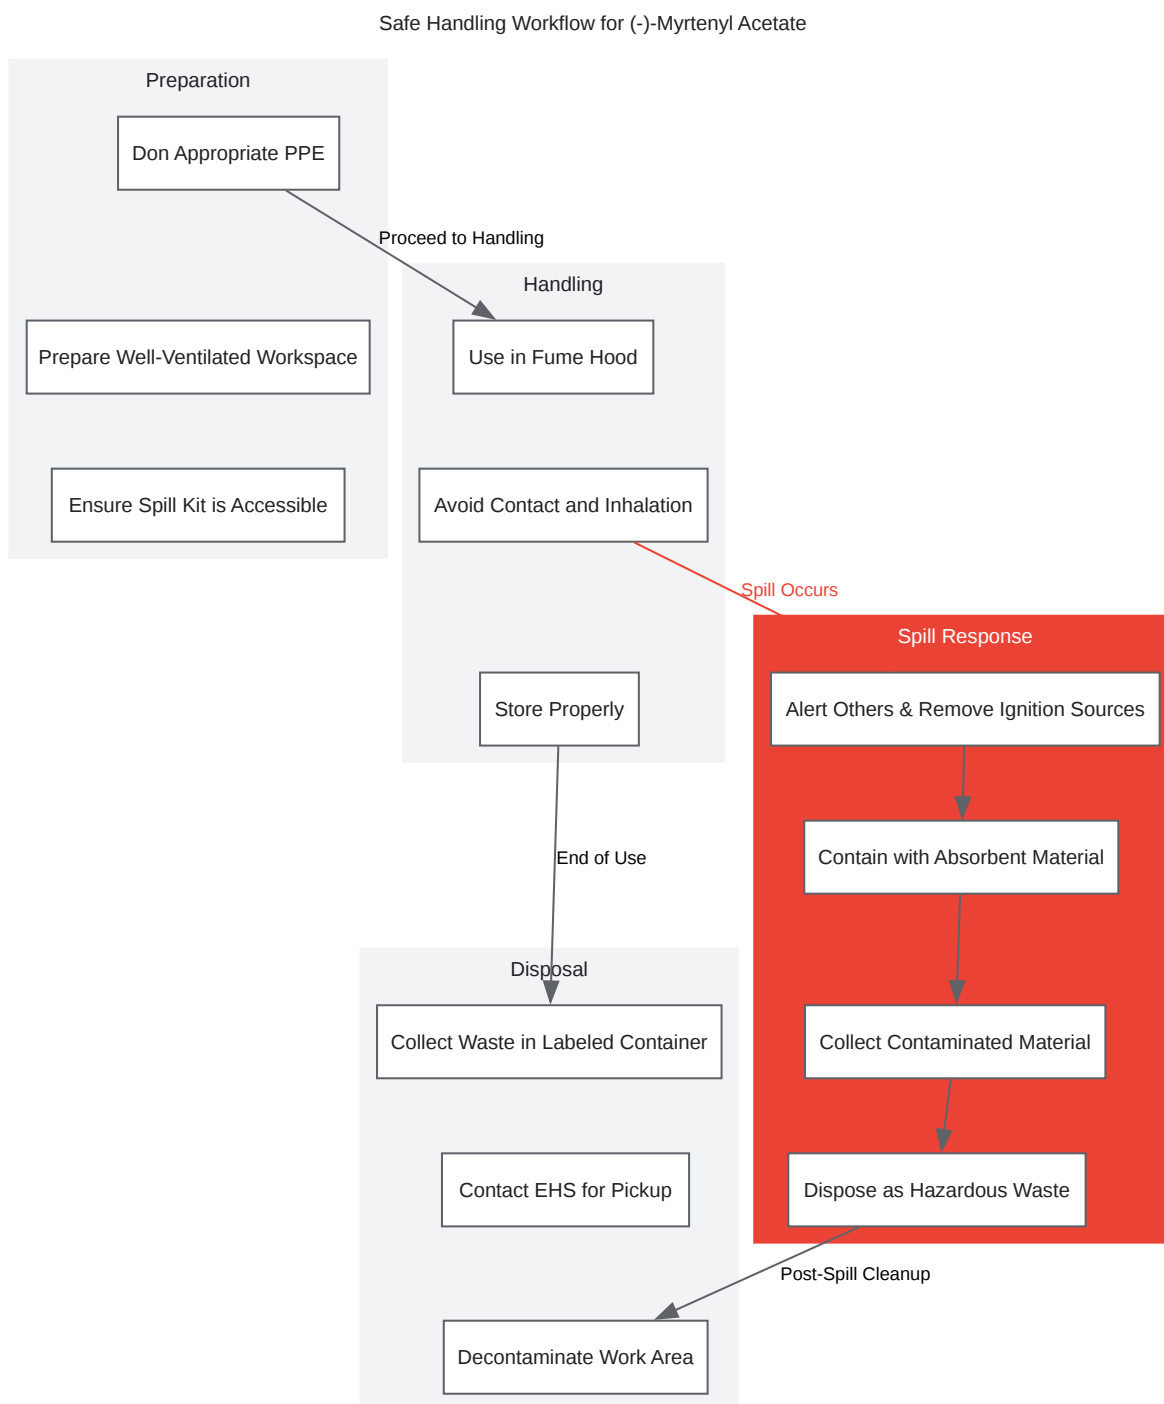 Safe Handling Workflow for (-)-Myrtenyl Acetate
Preparation
Don Appropriate PPE
Proceed to Handling
Handling
Prepare Well-Ventilated Workspace
Use in Fume Hood
Ensure Spill Kit is Accessible
Avoid Contact and Inhalation
Spill Occurs
Spill Response
Store Properly
Alert Others & Remove Ignition Sources
End of Use
Contain with Absorbent Material
Disposal
Collect Waste in Labeled Container
Collect Contaminated Material
Contact EHS for Pickup
Dispose as Hazardous Waste
Post-Spill Cleanup
Decontaminate Work Area